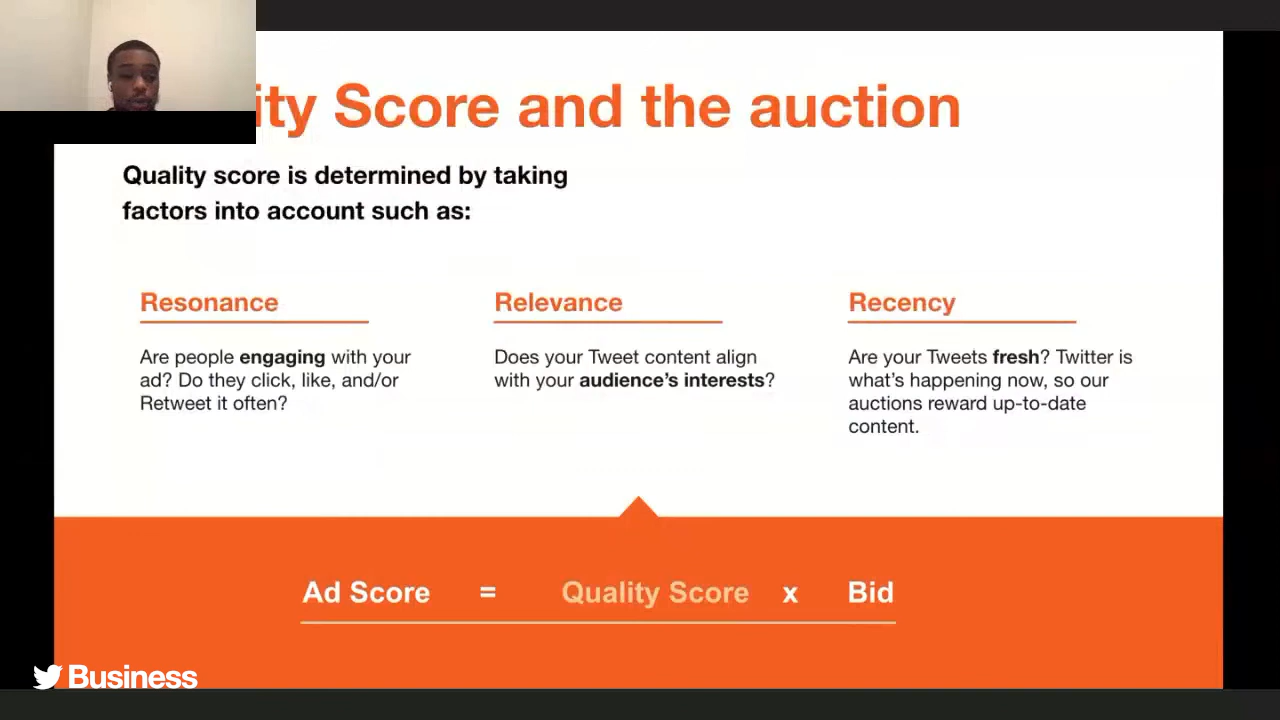 ity Score and the auction
Quality score is determined by taking
factors into account such as:
Resonance
Are people engaging with your
ad? Do they click, like, and/or
Retweet it often?
Relevance
Does your Tweet content align
with your audience's interests?
Recency
Are your Tweets fresh? Twitter is
what's happening now, so our
auctions reward up-to-date
content.
Ad Score = Quality Score x Bid
Business